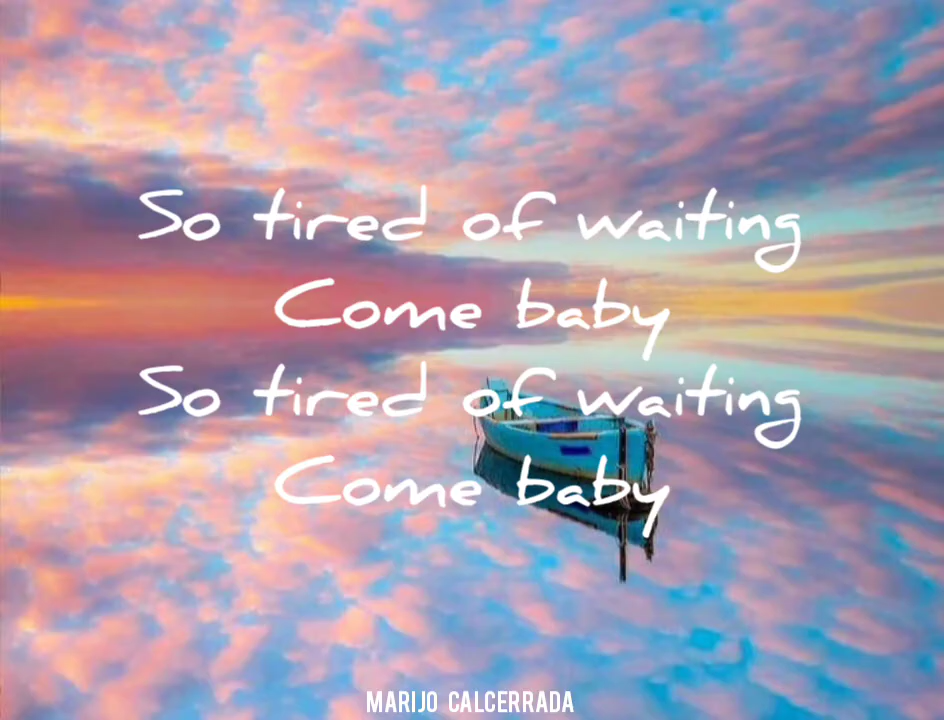 So tired of waiting
Come baby
So tired of waiting
Come baby
MARIJO CALCERRADA